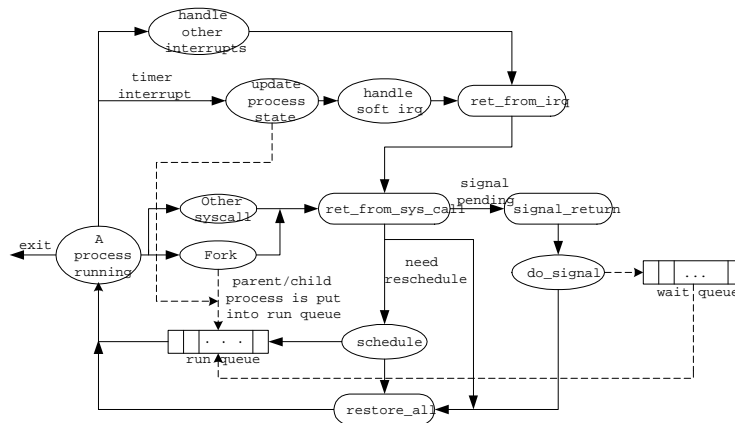 handle
other
interrupts
timer
interrupt
update
process
state
handle
soft irq
ret_from_irq
Other
syscall
ret_from_sys_call
signal
pending
signal_return
exit
A
process
running
Fork
need
reschedule
do_signal
...
wait queue
parent/child
process is put
into run queue
. . .
run queue
schedule
restore_all